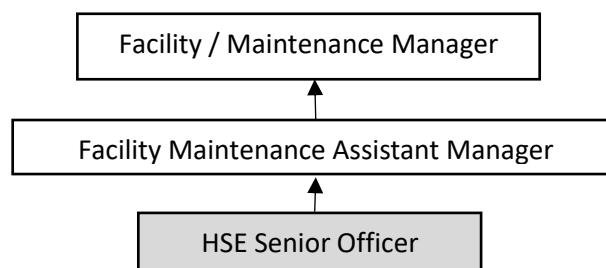 Facility / Maintenance Manager
Facility Maintenance Assistant Manager
HSE Senior Officer